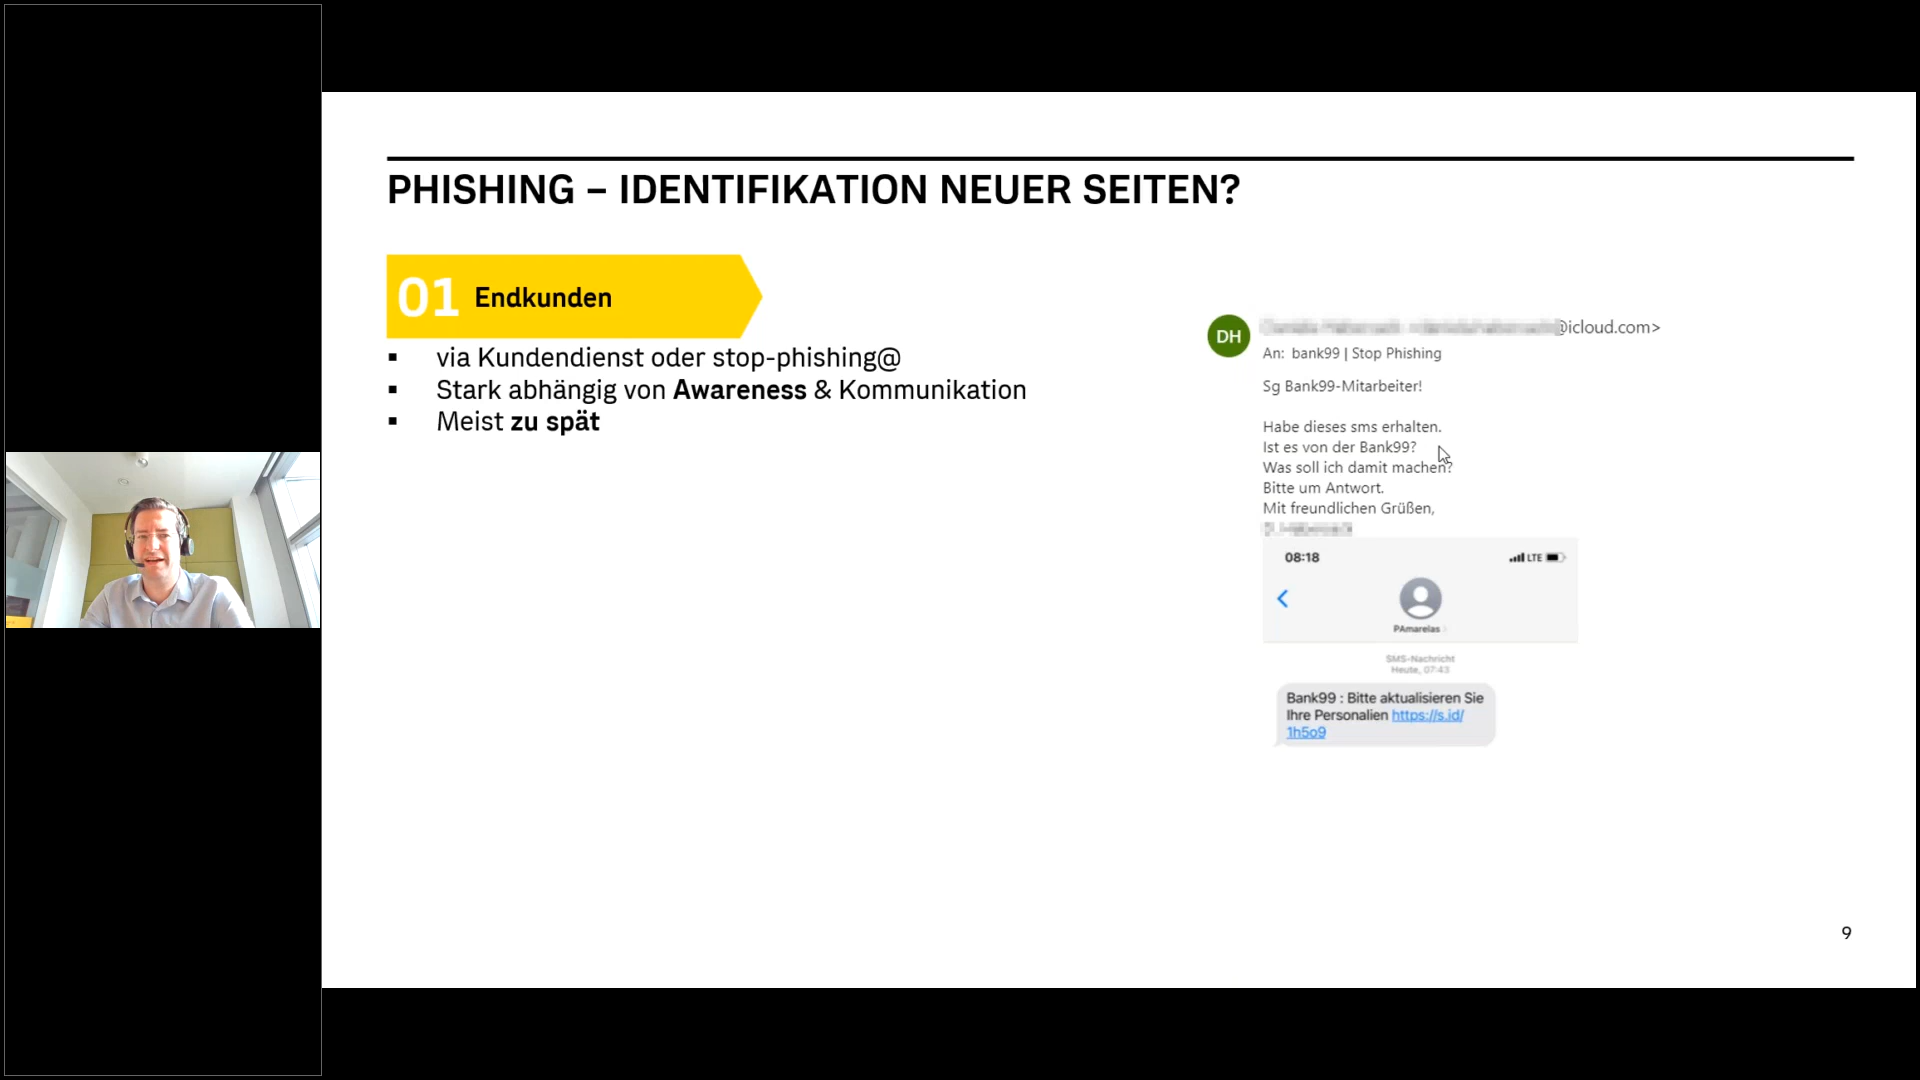 PHISHING – IDENTIFIKATION NEUER SEITEN?
01 Endkunden
▪ via Kundendienst oder stop-phishing@
▪ Stark abhängig von Awareness & Kommunikation
▪ Meist zu spät
DH
@icloud.com>
An: bank99 | Stop Phishing
Sg Bank99-Mitarbeiter!
Habe dieses sms erhalten.
Ist es von der Bank99?
Was soll ich damit machen?
Bitte um Antwort.
Mit freundlichen Grüßen,
08:18
LTE
PAmarelas
SMS-Nachricht
Heute, 07:43
Bank99 : Bitte aktualisieren Sie
Ihre Personalien https://s.id/
1h5o9
9